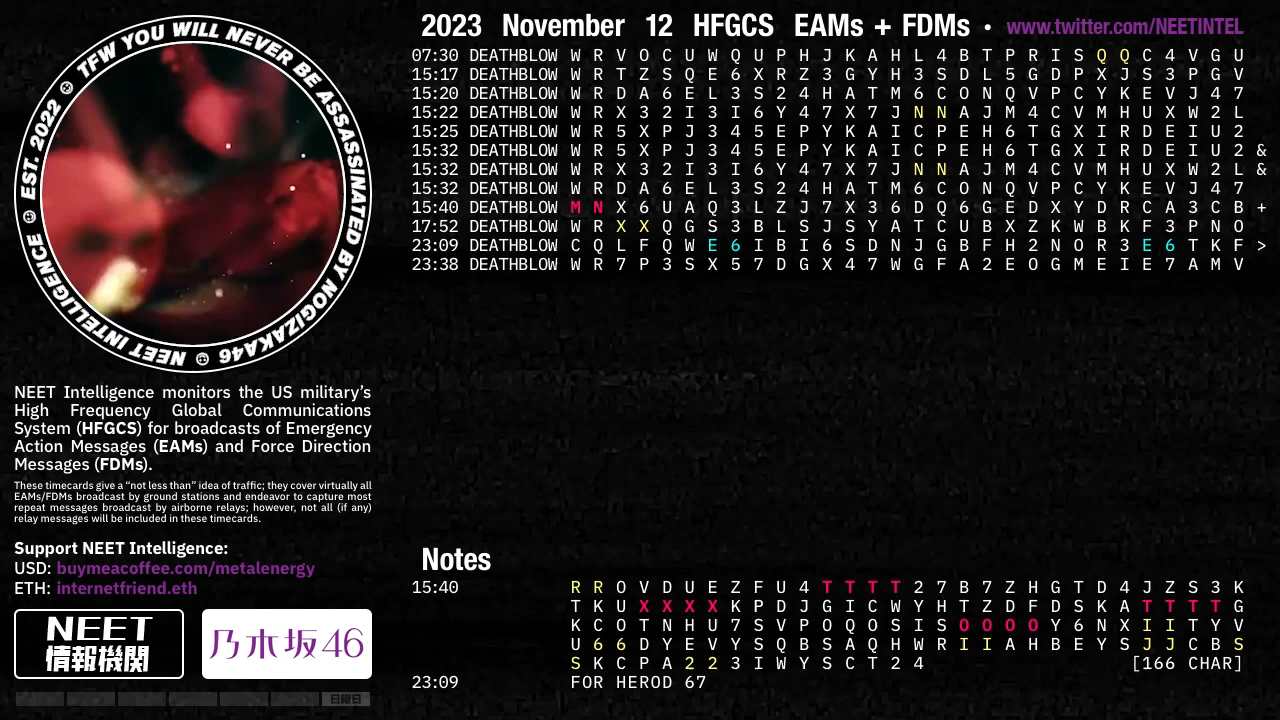 TFW YOU WILL NEVER BE ASSASSINATED BY NOGIZAKA46
NEET INTELLIGENCE
EST. 2022
NEET Intelligence monitors the US military's
High Frequency Global Communications
System (HFGCS) for broadcasts of Emergency
Action Messages (EAMs) and Force Direction
Messages (FDMs).
These timecards give a “not less than” idea of traffic; they cover virtually all
EAMs/FDMs broadcast by ground stations and endeavor to capture most
repeat messages broadcast by airborne relays; however, not all (if any)
relay messages will be included in these timecards.
Support NEET Intelligence:
USD: buymeacoffee.com/metalenergy
ETH: internetfriend.eth
NEET
情報機関
乃木坂46
日曜日
2023 November 12 HFGCS EAMs + FDMs • www.twitter.com/NEETINTEL
07:30 DEATHBLOW W R V O C U W Q U P H J K A H L 4 B T P R I S Q Q C 4 V G U
15:17 DEATHBLOW W R T Z S Q E 6 X R Z 3 G Y H 3 S D L 5 G D P X J S 3 P G V
15:20 DEATHBLOW W R D A 6 E L 3 S 2 4 H A T M 6 C O N Q V P C Y K E V J 4 7
15:22 DEATHBLOW W R X 3 2 I 3 I 6 Y 4 7 X 7 J N N A J M 4 C V M H U X W 2 L
15:25 DEATHBLOW W R 5 X P J 3 4 5 E P Y K A I C P E H 6 T G X I R D E I U 2
15:32 DEATHBLOW W R 5 X P J 3 4 5 E P Y K A I C P E H 6 T G X I R D E I U 2 &
15:32 DEATHBLOW W R X 3 2 I 3 I 6 Y 4 7 X 7 J N N A J M 4 C V M H U X W 2 L &
15:32 DEATHBLOW W R D A 6 E L 3 S 2 4 H A T M 6 C O N Q V P C Y K E V J 4 7
15:40 DEATHBLOW M N X 6 U A Q 3 L Z J 7 X 3 6 D Q 6 G E D X Y D R C A 3 C B +
17:52 DEATHBLOW W R X X Q G S 3 B L S J S Y A T C U B X Z K W B K F 3 P N O
23:09 DEATHBLOW C Q L F Q W E 6 I B I 6 S D N J G B F H 2 N O R 3 E 6 T K F >
23:38 DEATHBLOW W R 7 P 3 S X 5 7 D G X 4 7 W G F A 2 E O G M E I E 7 A M V
Notes
15:40 R R O V D U E Z F U 4 T T T T 2 7 B 7 Z H G T D 4 J Z S 3 K
T K U X X X X K P D J G I C W Y H T Z D F D S K A T T T T G
K C O T N H U 7 S V P O Q O S I S O O O O Y 6 N X I I T Y V
U 6 6 D Y E V Y S Q B S A Q H W R I I A H B E Y S J J C B S
S K C P A 2 2 3 I W Y S C T 2 4 [166 CHAR]
23:09 FOR HEROD 67